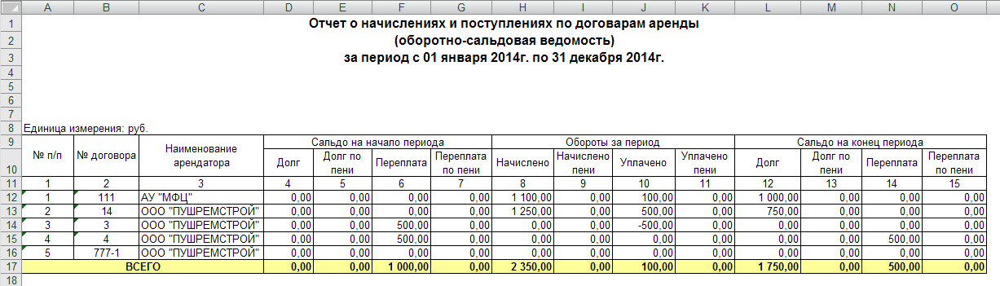 A B C D E F G H I J K L M N O
1 Отчет о начислениях и поступлениях по договарам аренды
2 (оборотно-сальдовая ведомость)
3 за период с 01 января 2014г. по 31 декабря 2014г.
4
5
6
7
8 Единица измерения: руб.
9 № п/п № договора Наименование арендатора Сальдо на начало периода Обороты за период Сальдо на конец периода
10 Долг Долг по пени Переплата Переплата по пени Начислено Начислено пени Уплачено Уплачено пени Долг Долг по пени Переплата Переплата по пени
11 1 2 3 4 5 6 7 8 9 10 11 12 13 14 15
12 1 111 АУ "МФЦ" 0,00 0,00 0,00 0,00 1 100,00 0,00 100,00 0,00 1 000,00 0,00 0,00 0,00
13 2 14 ООО "ПУШРЕМСТРОЙ" 0,00 0,00 0,00 0,00 1 250,00 0,00 500,00 0,00 750,00 0,00 0,00 0,00
14 3 3 ООО "ПУШРЕМСТРОЙ" 0,00 0,00 500,00 0,00 0,00 0,00 -500,00 0,00 0,00 0,00 0,00 0,00
15 4 4 ООО "ПУШРЕМСТРОЙ" 0,00 0,00 500,00 0,00 0,00 0,00 0,00 0,00 0,00 0,00 500,00 0,00
16 5 777-1 ООО "ПУШРЕМСТРОЙ" 0,00 0,00 0,00 0,00 0,00 0,00 0,00 0,00 0,00 0,00 0,00 0,00
17 ВСЕГО 0,00 0,00 1 000,00 0,00 2 350,00 0,00 100,00 0,00 1 750,00 0,00 500,00 0,00
18